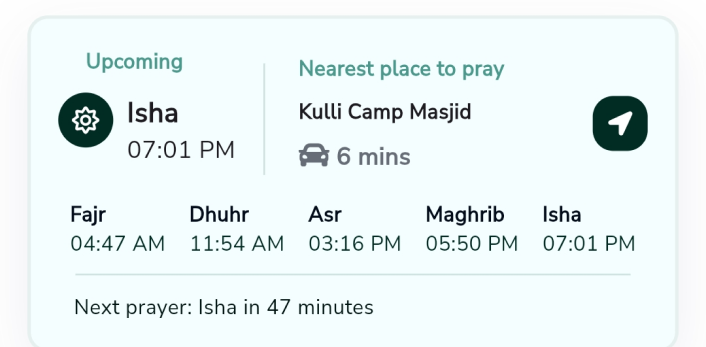 Upcoming
Isha
07:01 PM
Nearest place to pray
Kulli Camp Masjid
6 mins
Fajr Dhuhr Asr Maghrib Isha
04:47 AM 11:54 AM 03:16 PM 05:50 PM 07:01 PM
Next prayer: Isha in 47 minutes